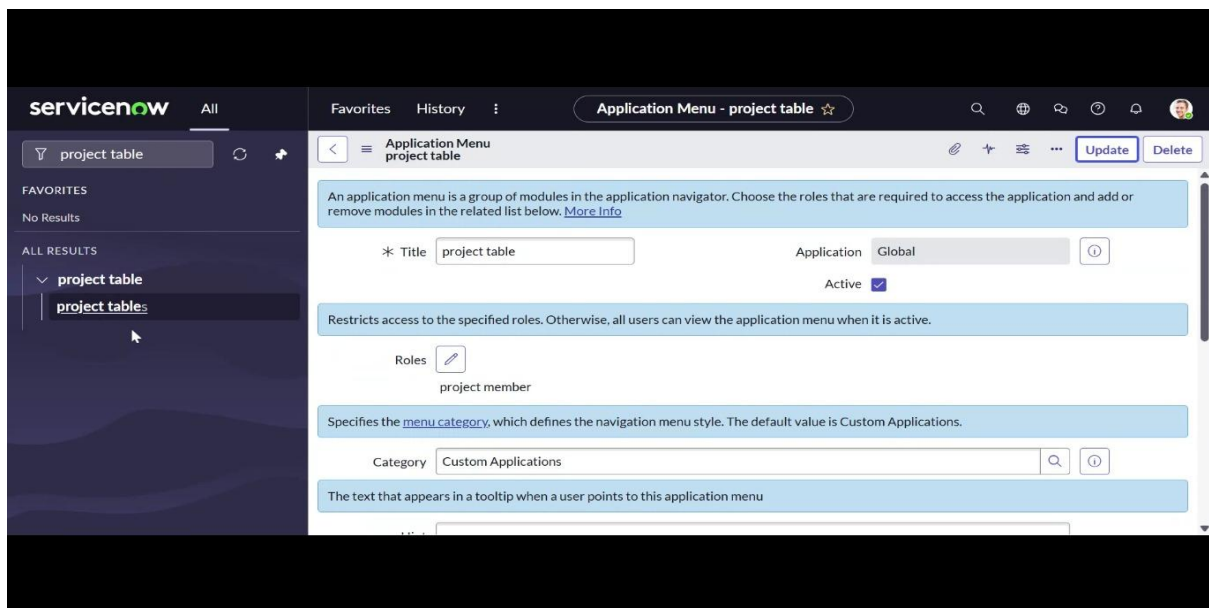 servicenow All Favorites History Application Menu - project table
project table
Application Menu
project table
Update Delete
FAVORITES
No Results
ALL RESULTS
project table
project tables
An application menu is a group of modules in the application navigator. Choose the roles that are required to access the application and add or
remove modules in the related list below. More Info
* Title project table Application Global
Active
Restricts access to the specified roles. Otherwise, all users can view the application menu when it is active.
Roles
project member
Specifies the menu category, which defines the navigation menu style. The default value is Custom Applications.
Category Custom Applications
The text that appears in a tooltip when a user points to this application menu